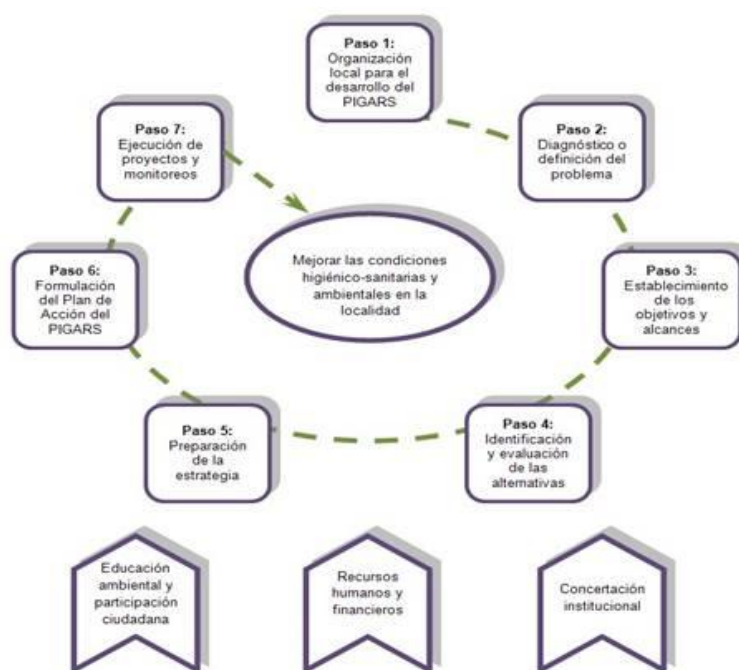 Paso 1:
Organización
local para el
desarrollo del
PIGARS
Paso 2:
Diagnóstico o
definición del
problema
Paso 3:
Establecimiento
de los
objetivos y
alcances
Paso 4:
Identificación
y evaluación
de las
alternativas
Paso 5:
Preparación
de la
estrategia
Paso 6:
Formulación
del Plan de
Acción del
PIGARS
Paso 7:
Ejecución de
proyectos y
monitoreos
Mejorar las condiciones
higiénico-sanitarias y
ambientales en la
localidad
Educación
ambiental y
participación
ciudadana
Recursos
humanos y
financieros
Concertación
institucional